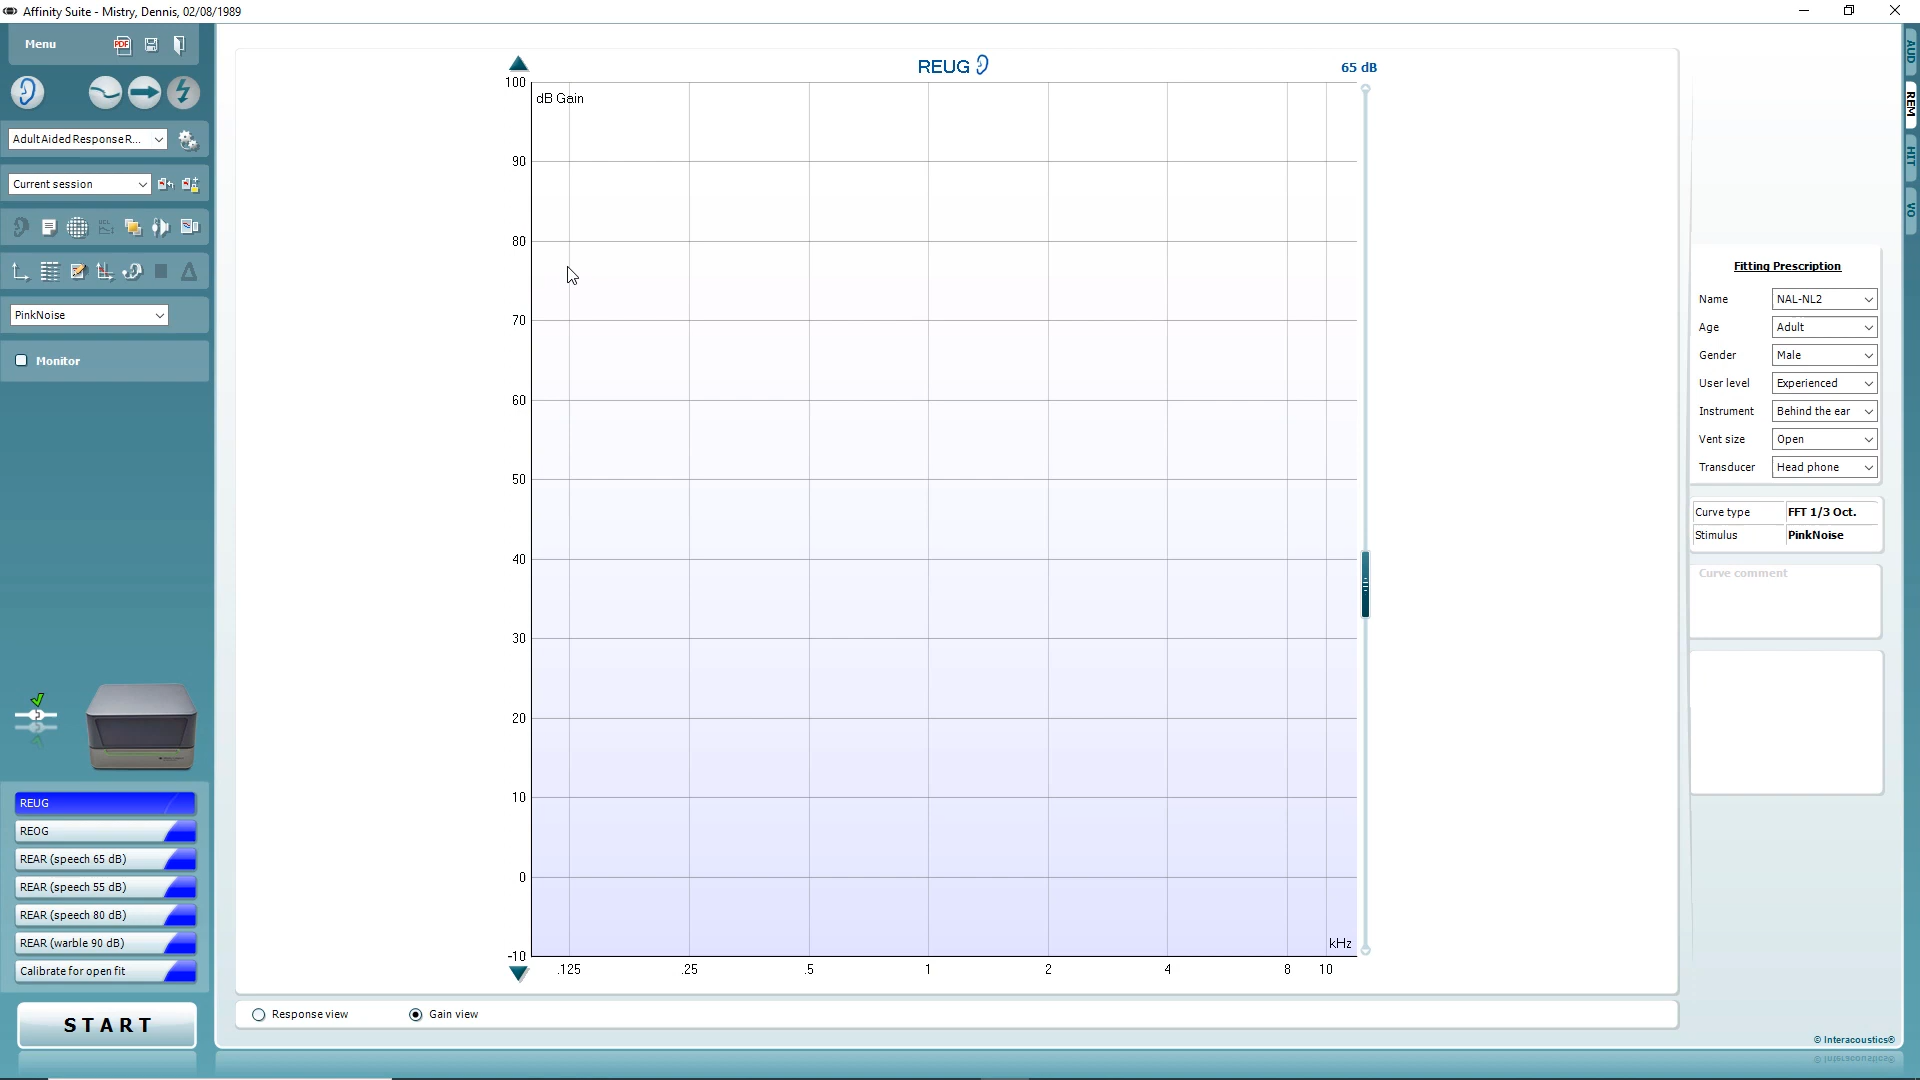 Affinity Suite - Mistry, Dennis, 02/08/1989
Menu
PDF
Adult Aided Response R...
Current session
PinkNoise
Monitor
REUG
REOG
REAR (speech 65 dB)
REAR (speech 55 dB)
REAR (speech 80 dB)
REAR (warble 90 dB)
Calibrate for open fit
START
REUG
65 dB
dB Gain
100
90
80
70
60
50
40
30
20
10
0
-10
kHz
.125 .25 .5 1 2 4 8 10
Response view
Gain view
Fitting Prescription
Name NAL-NL2
Age Adult
Gender Male
User level Experienced
Instrument Behind the ear
Vent size Open
Transducer Head phone
Curve type FFT 1/3 Oct.
Stimulus PinkNoise
Curve comment
© Interacoustics®
AUD
REM
HIT
VO